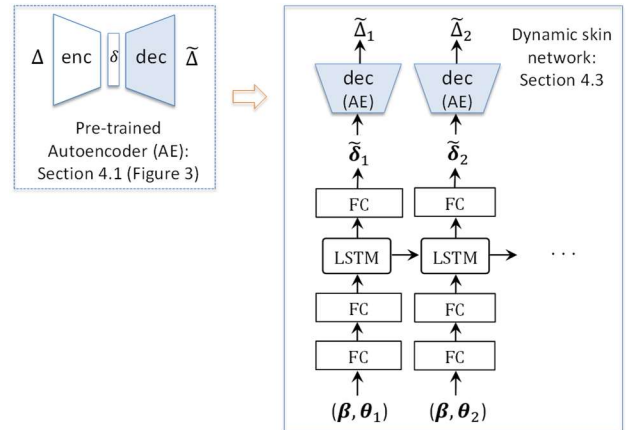 Δ enc δ dec Δ̃
Pre-trained
Autoencoder (AE):
Section 4.1 (Figure 3)
Δ̃₁ Δ̃₂
Dynamic skin
network:
Section 4.3
dec dec
(AE) (AE)
δ̃₁ δ̃₂
FC FC
LSTM LSTM . . .
FC FC
FC FC
(β, θ₁) (β, θ₂)